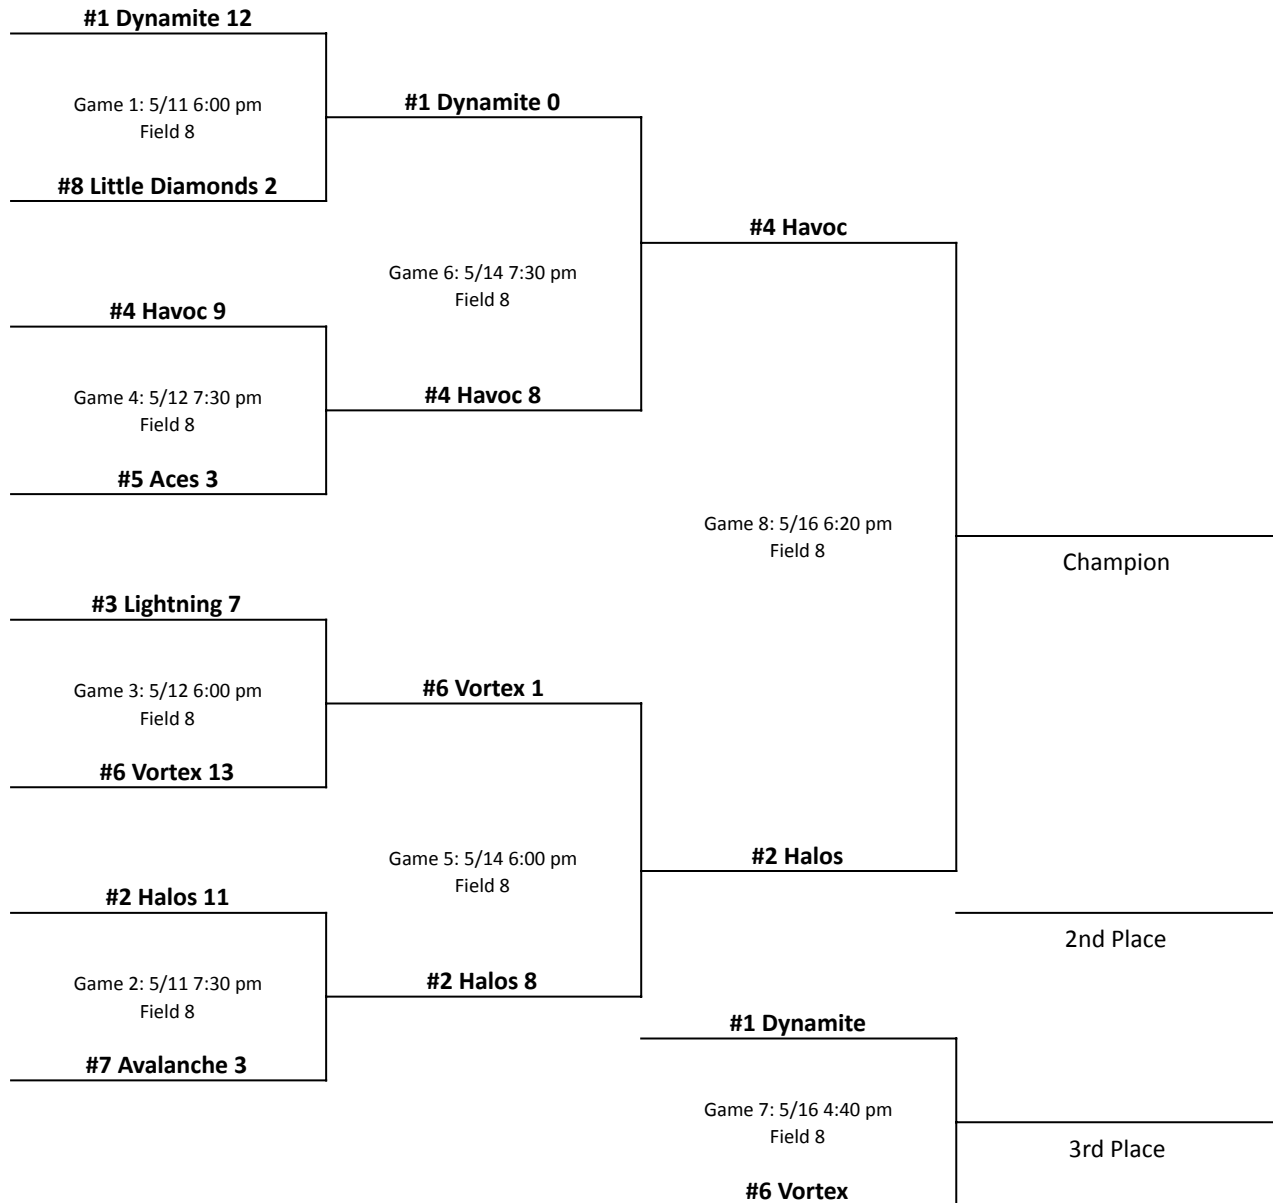 #1 Dynamite 12
Game 1: 5/11 6:00 pm
Field 8
#8 Little Diamonds 2
#1 Dynamite 0
#4 Havoc
Game 6: 5/14 7:30 pm
Field 8
#4 Havoc 9
Game 4: 5/12 7:30 pm
Field 8
#5 Aces 3
#4 Havoc 8
Game 8: 5/16 6:20 pm
Field 8
Champion
#3 Lightning 7
Game 3: 5/12 6:00 pm
Field 8
#6 Vortex 13
#6 Vortex 1
Game 5: 5/14 6:00 pm
Field 8
#2 Halos
#2 Halos 11
Game 2: 5/11 7:30 pm
Field 8
#7 Avalanche 3
#2 Halos 8
2nd Place
#1 Dynamite
Game 7: 5/16 4:40 pm
Field 8
#6 Vortex
3rd Place